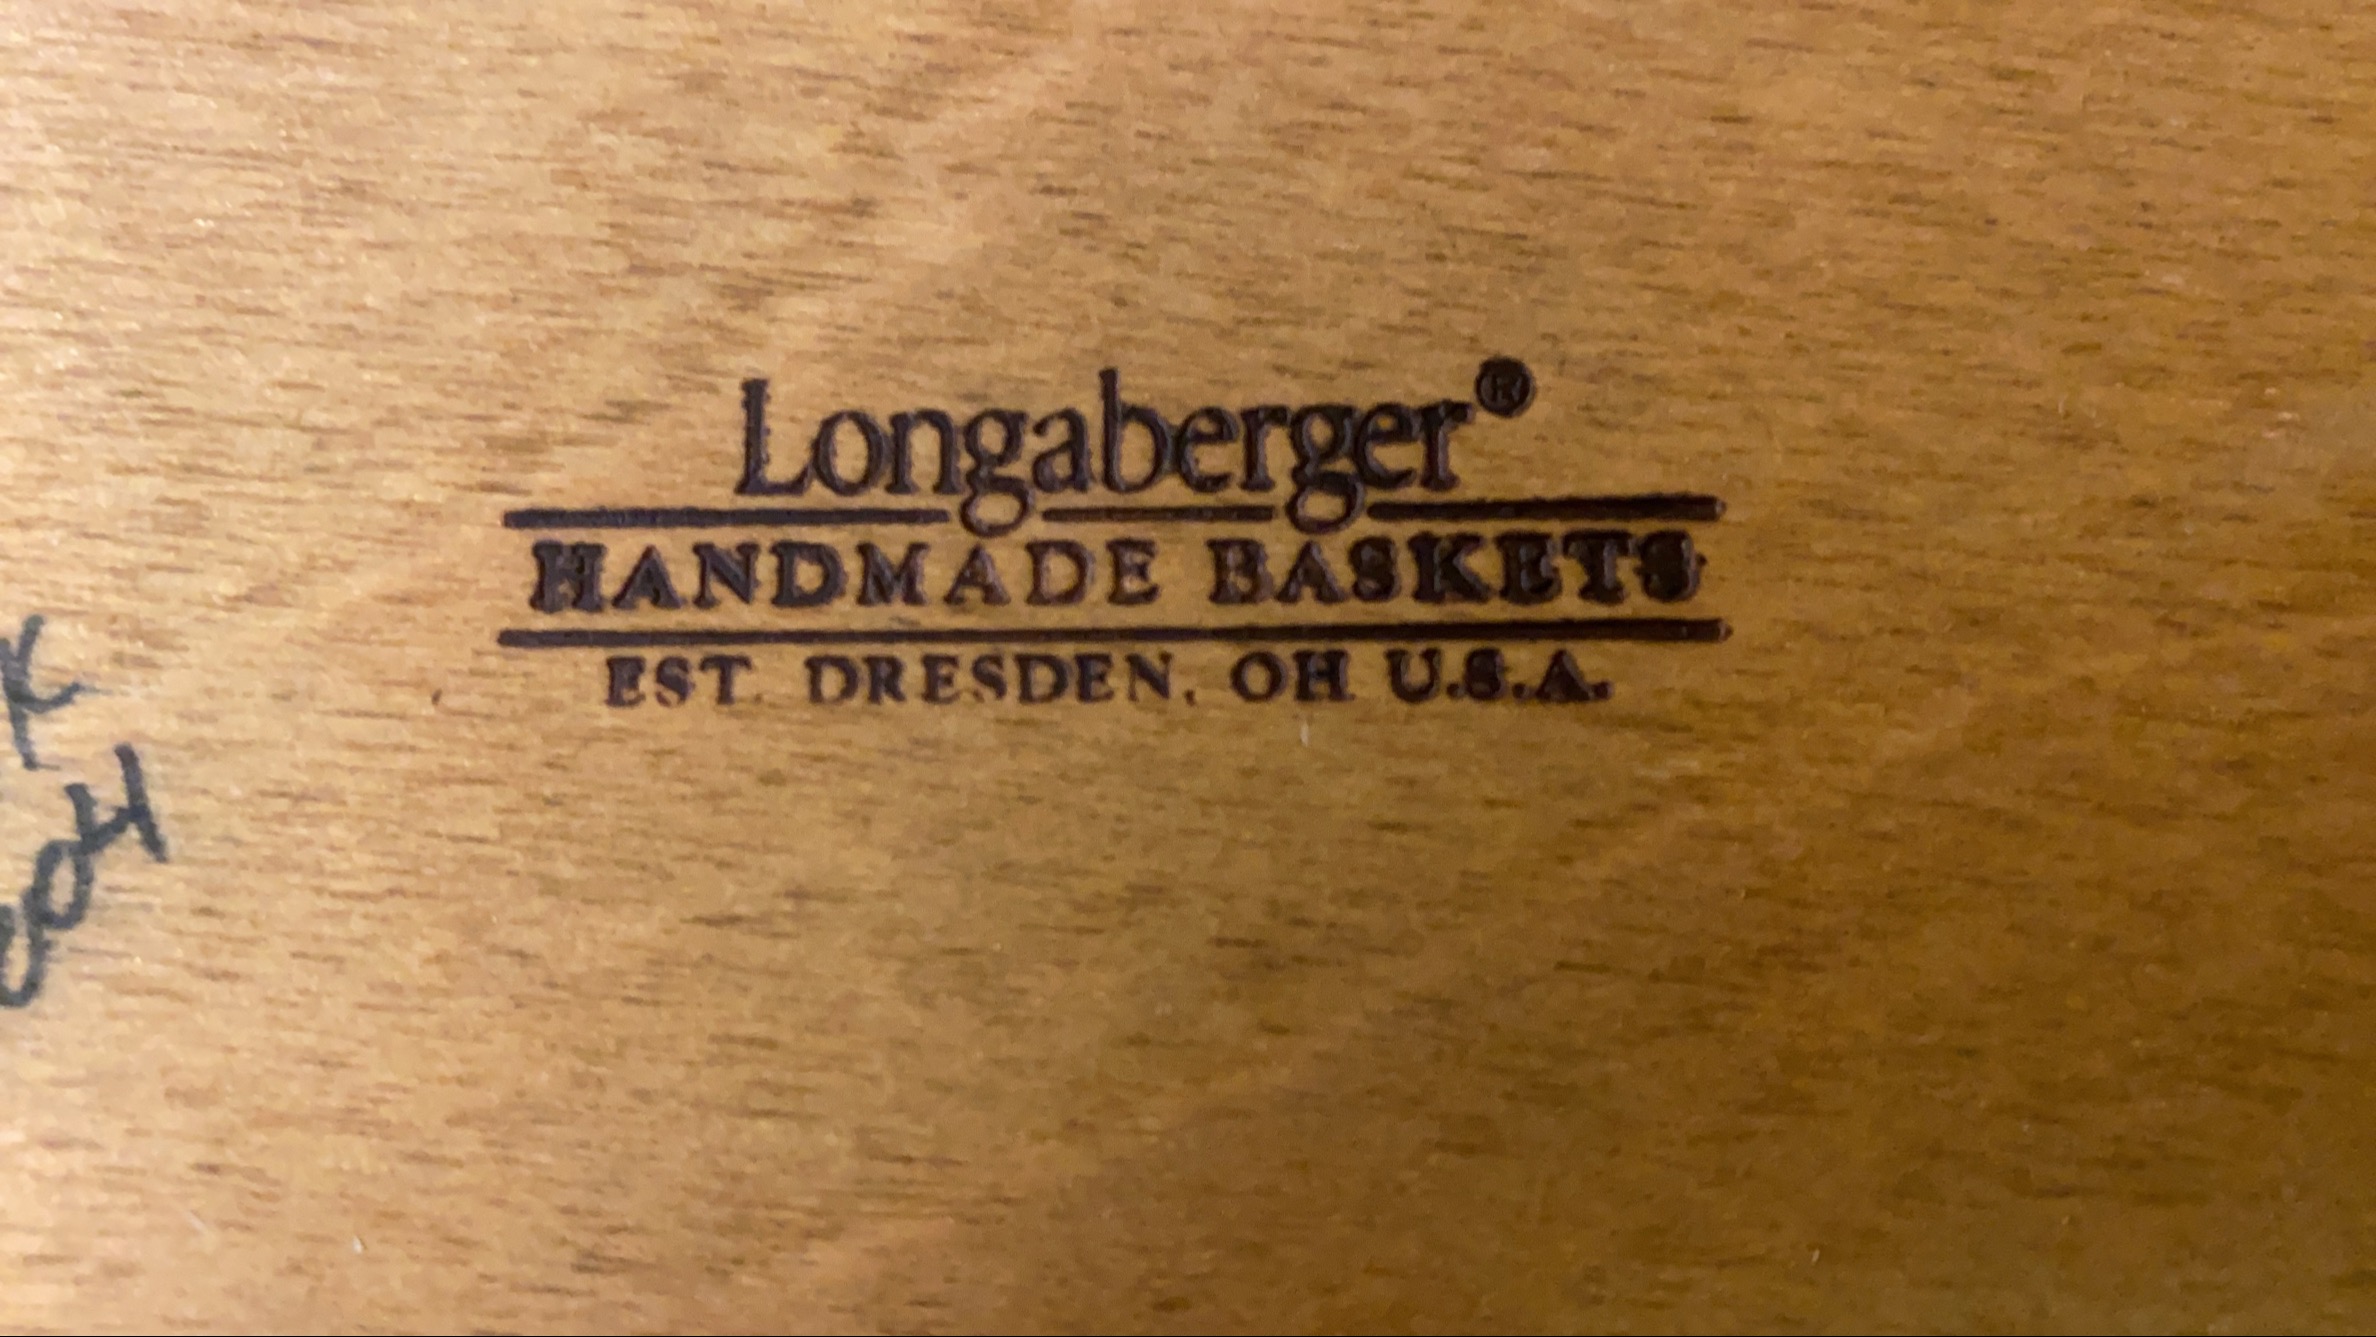 Longaberger®
HANDMADE BASKETS
EST. DRESDEN, OH U.S.A.
K